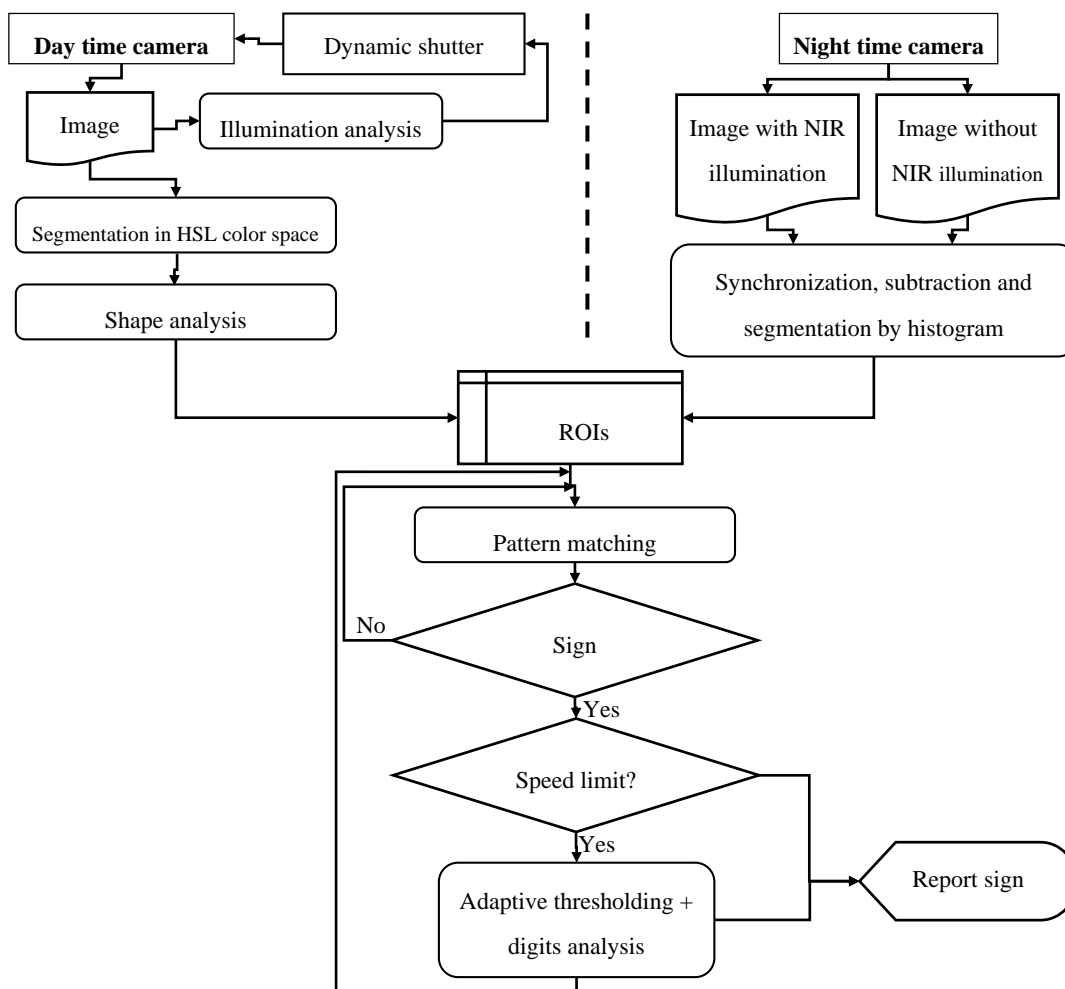 Day time camera
Dynamic shutter
Image
Illumination analysis
Segmentation in HSL color space
Shape analysis
Night time camera
Image with NIR
illumination
Image without
NIR illumination
Synchronization, subtraction and
segmentation by histogram
ROIs
Pattern matching
No
Sign
Yes
Speed limit?
Yes
Adaptive thresholding +
digits analysis
Report sign